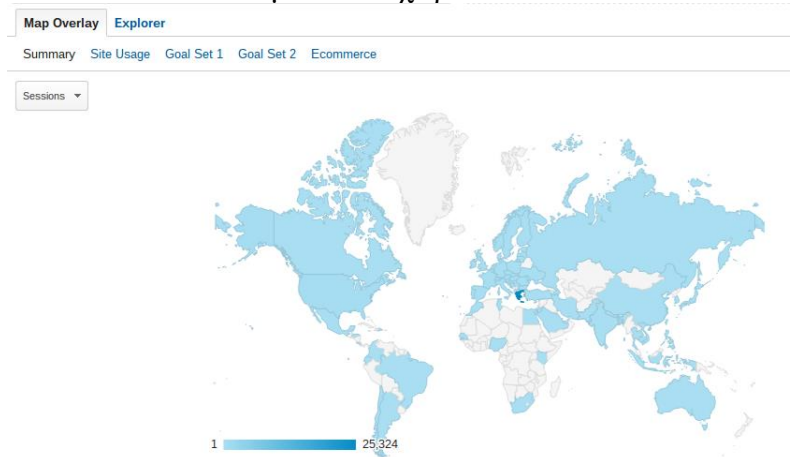 Map Overlay Explorer
Summary Site Usage Goal Set 1 Goal Set 2 Ecommerce
Sessions
1 25,324